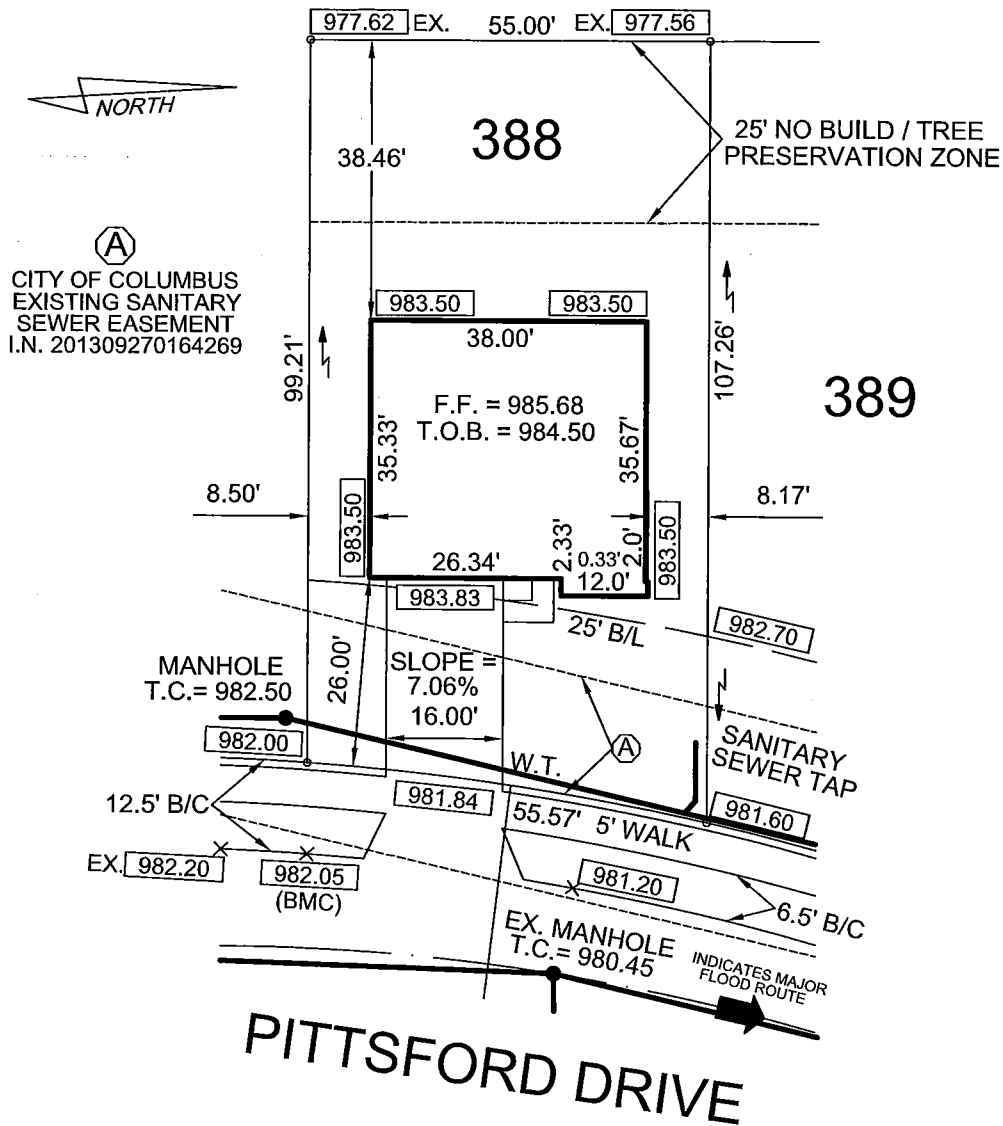 977.62 EX. 55.00' EX. 977.56
NORTH
388
38.46'
25' NO BUILD / TREE
PRESERVATION ZONE
A
CITY OF COLUMBUS
EXISTING SANITARY
SEWER EASEMENT
I.N. 201309270164269
983.50 983.50
38.00'
99.21'
107.26'
F.F. = 985.68
T.O.B. = 984.50
389
35.33'
35.67'
8.50'
8.17'
983.50
2.33'
0.33'
2.0'
983.50
26.34'
12.0'
983.83
25' B/L
982.70
MANHOLE
T.C.= 982.50
26.00'
SLOPE =
7.06%
16.00'
982.00
W.T.
A
SANITARY
SEWER TAP
12.5' B/C
981.84
55.57' 5' WALK
981.60
EX. 982.20
982.05
(BMC)
981.20
6.5' B/C
EX. MANHOLE
T.C.= 980.45
INDICATES MAJOR
FLOOD ROUTE
PITTSFORD DRIVE